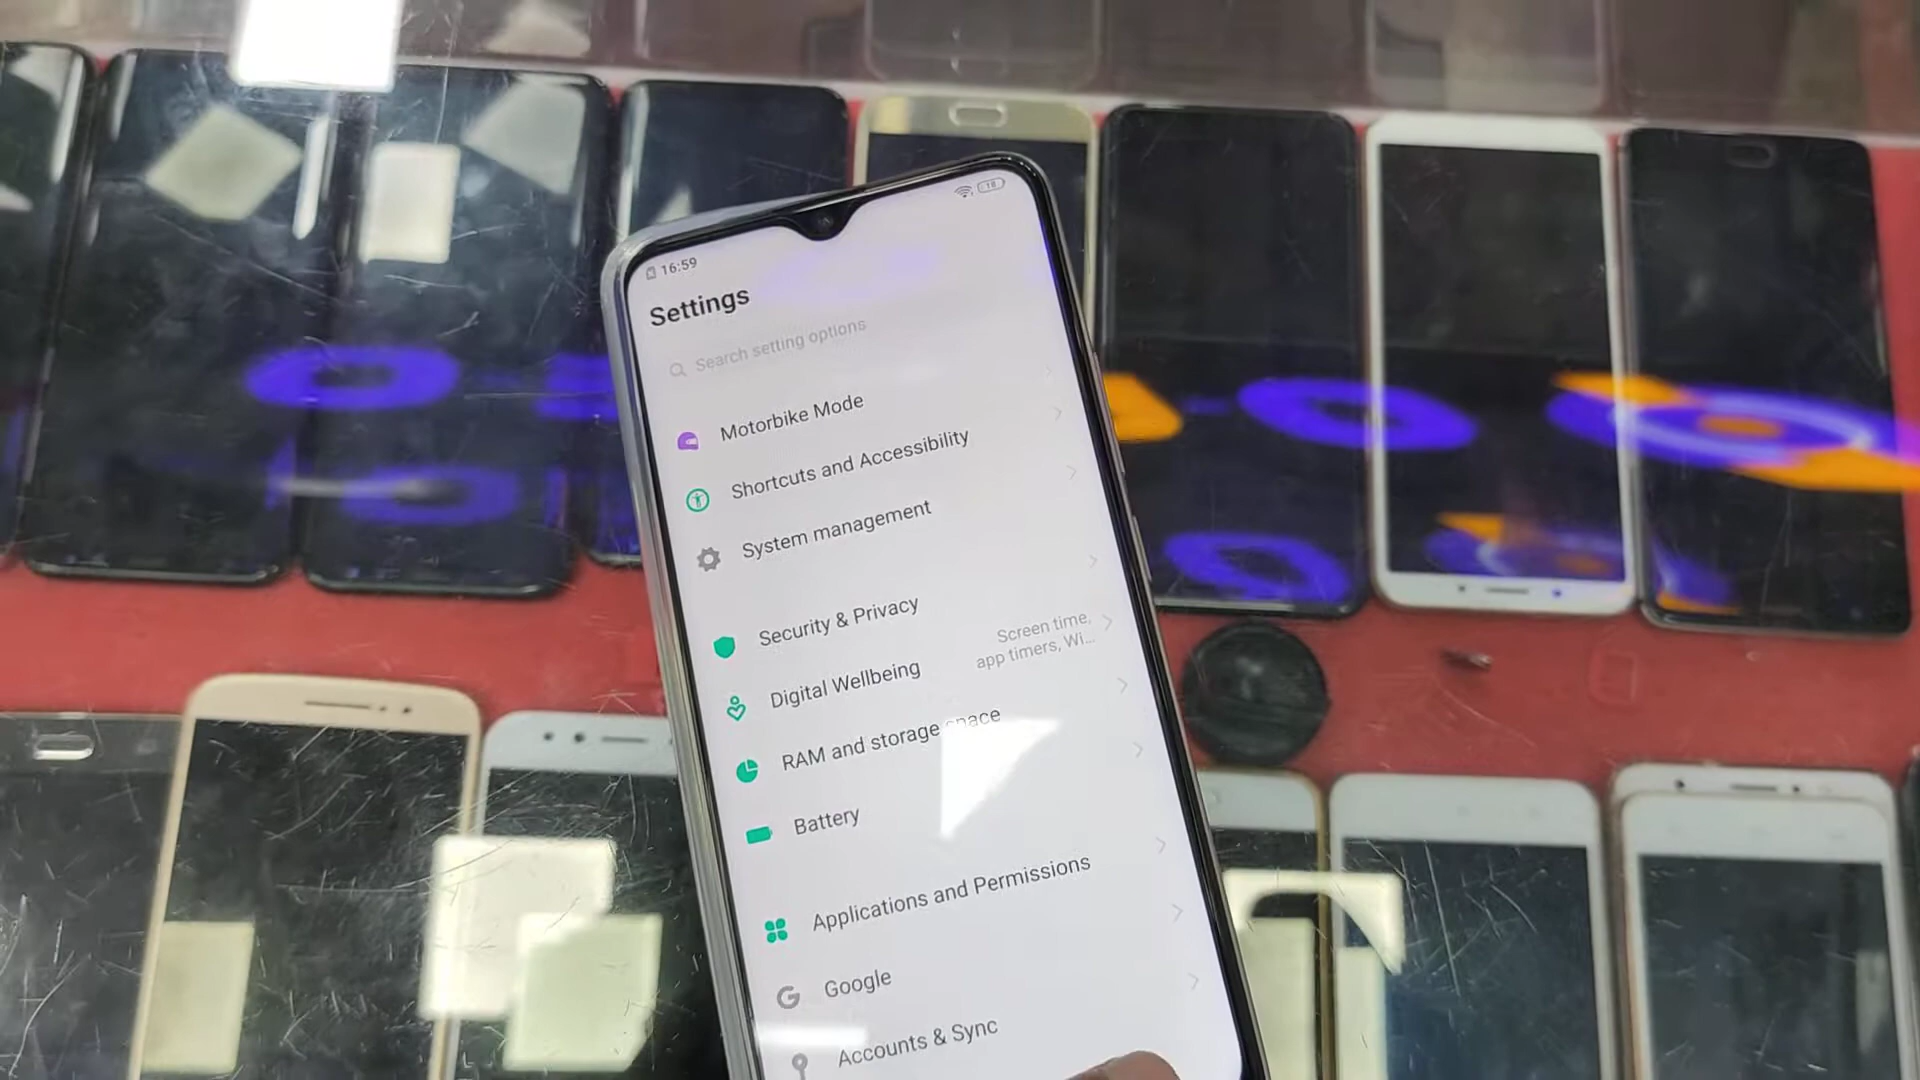 16:59
18
Settings
Search setting options
Motorbike Mode
Shortcuts and Accessibility
System management
Security & Privacy
Digital Wellbeing
Screen time,
app timers, Wi...
RAM and storage space
Battery
Applications and Permissions
Google
Accounts & Sync